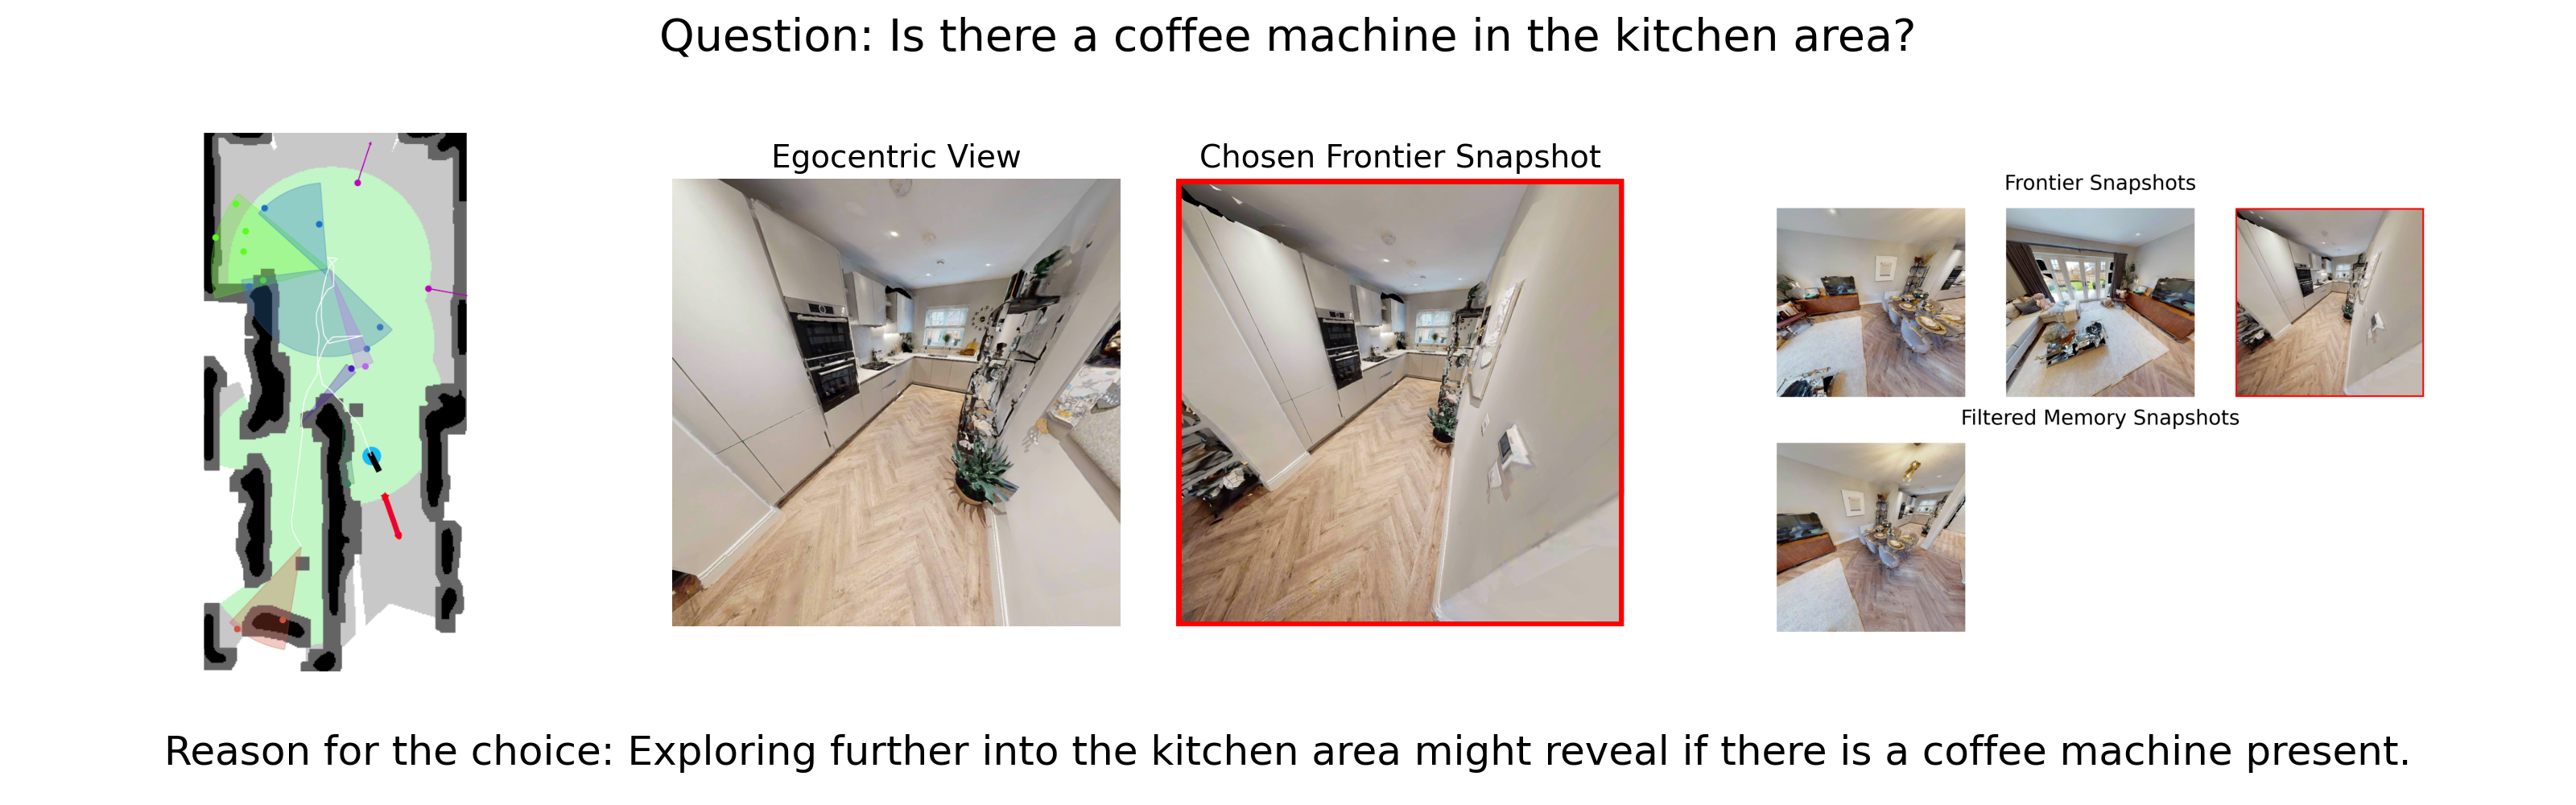 Question: Is there a coffee machine in the kitchen area?
Egocentric View
Chosen Frontier Snapshot
Frontier Snapshots
Filtered Memory Snapshots
Reason for the choice: Exploring further into the kitchen area might reveal if there is a coffee machine present.